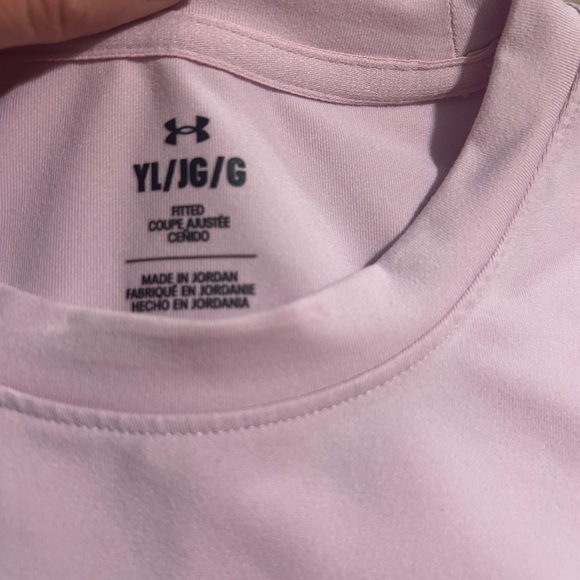 YL/JG/G
FITTED
COUPE AJUSTÉE
CEÑIDO
MADE IN JORDAN
FABRIQUÉ EN JORDANIE
HECHO EN JORDANIA